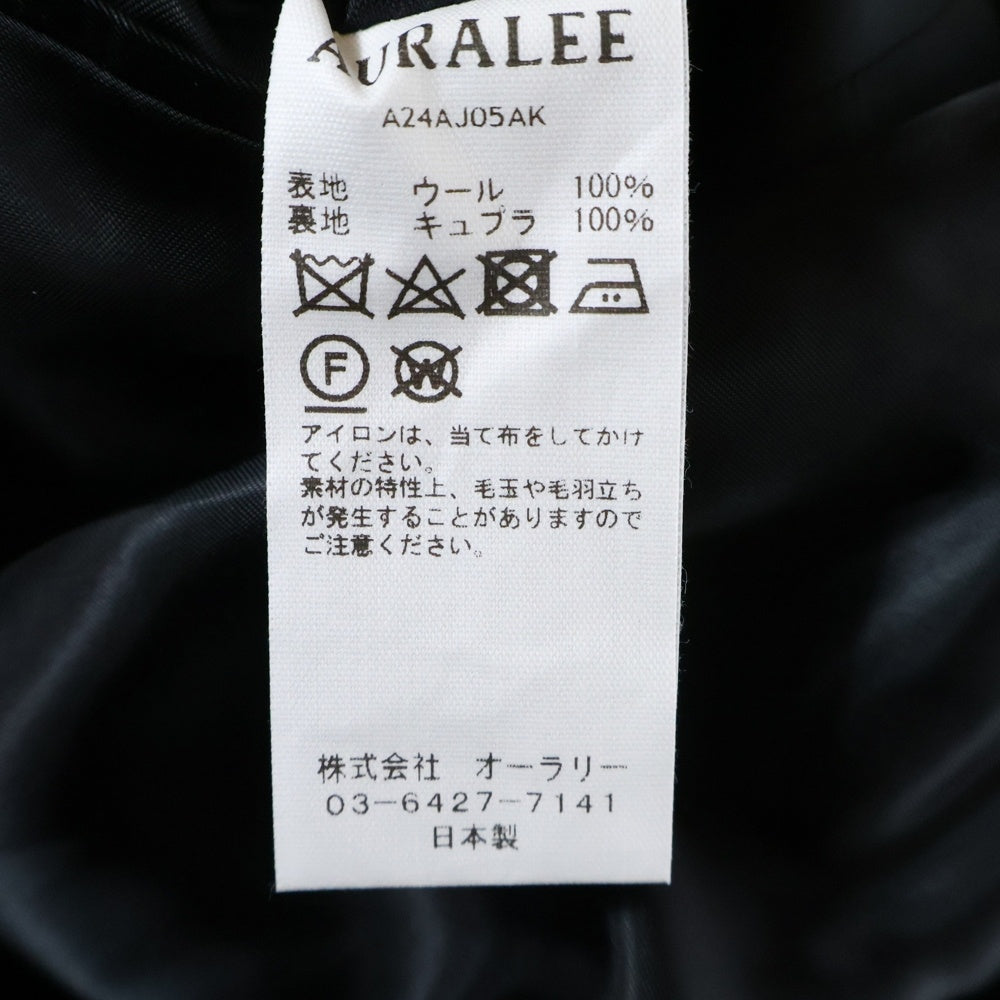 AURALEE
A24AJ05AK
表地 ウール 100%
裏地 キュプラ 100%
F W
アイロンは、当て布をしてかけ
てください。
素材の特性上、毛玉や毛羽立ち
が発生することがありますので
ご注意ください。
株式会社 オーラリー
03-6427-7141
日本製